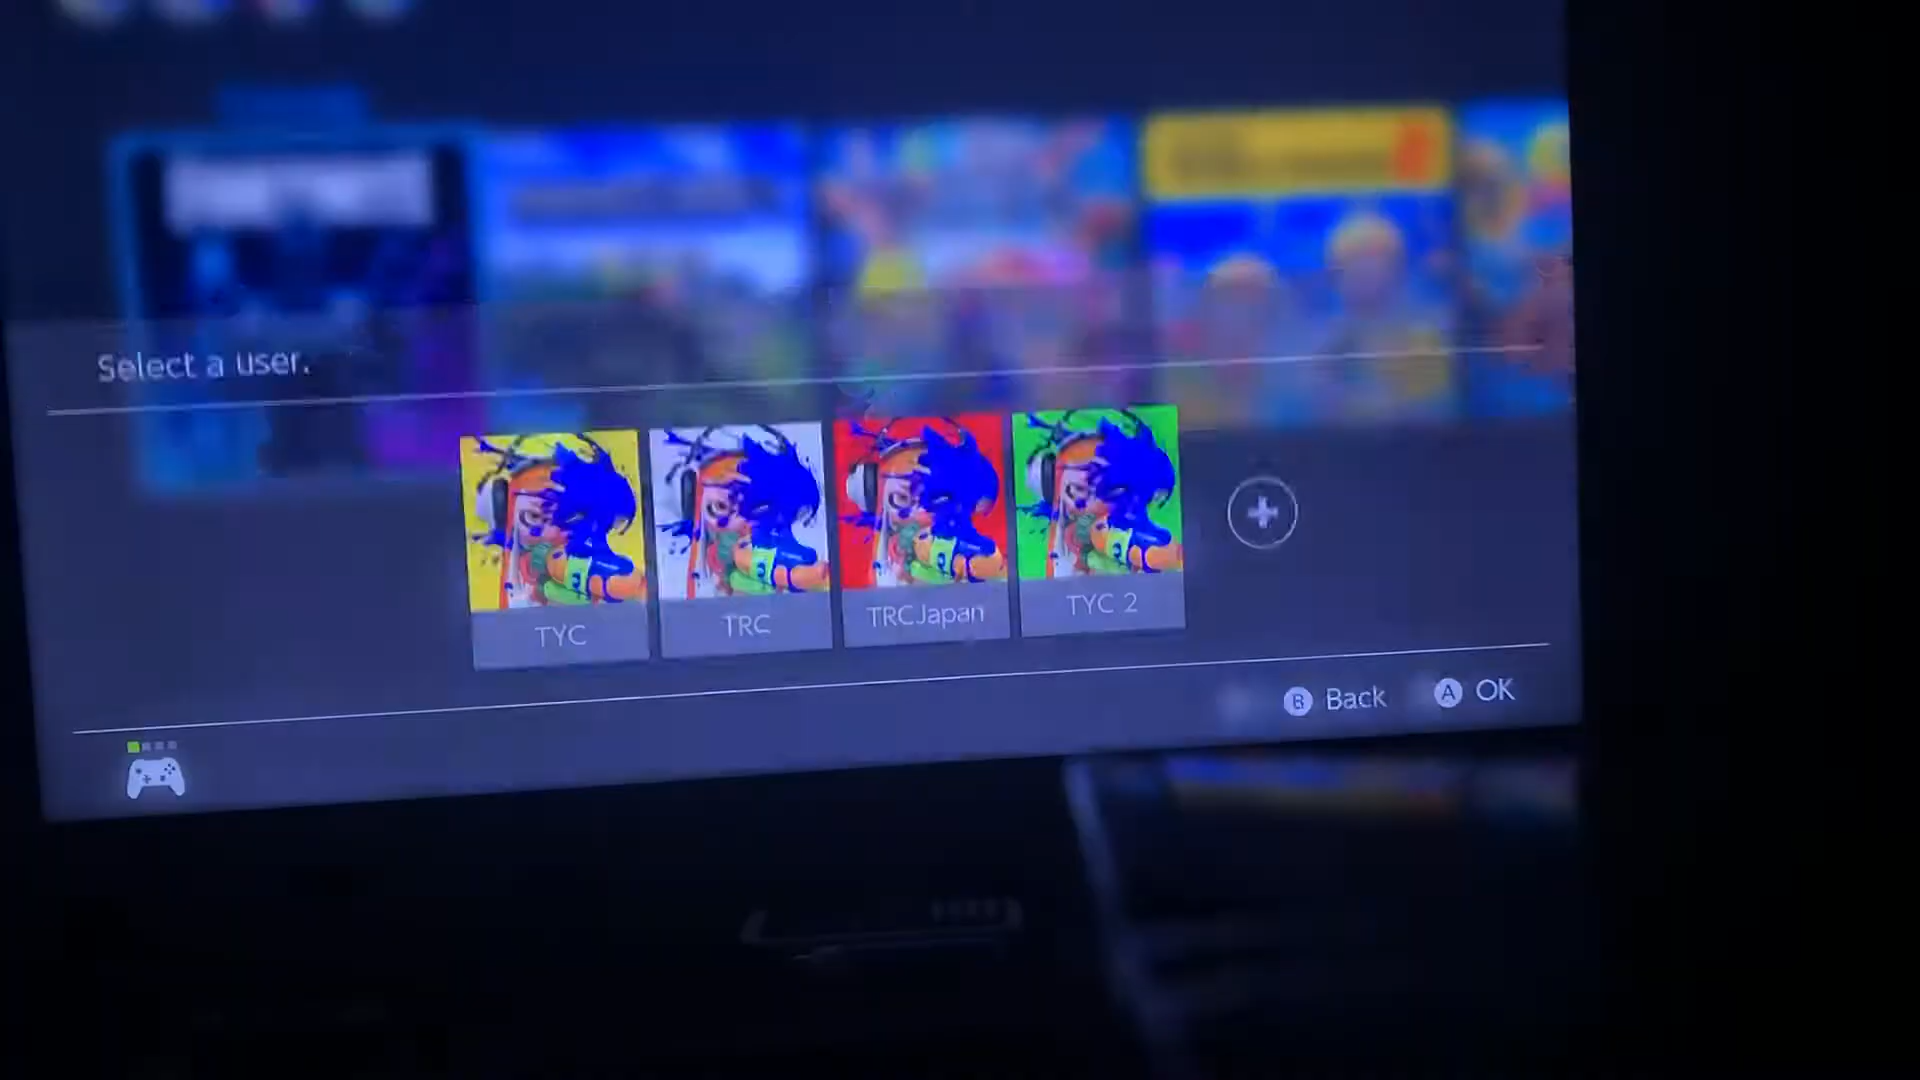 Select a user.
TYC
TRC
TRCJapan
TYC 2
B Back
A OK